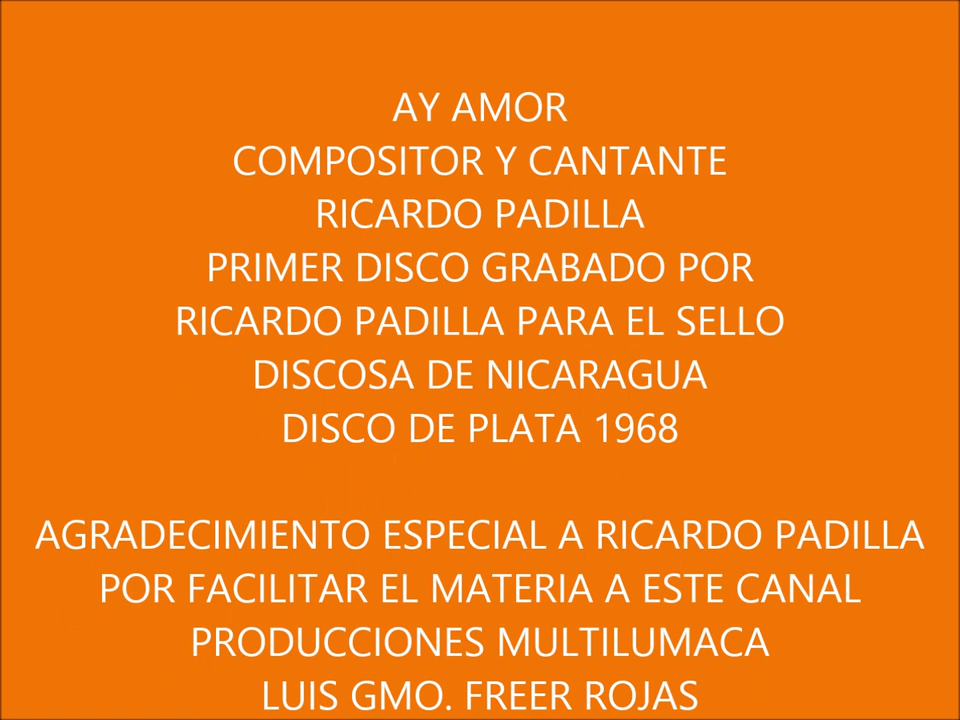 AY AMOR
COMPOSITOR Y CANTANTE
RICARDO PADILLA
PRIMER DISCO GRABADO POR
RICARDO PADILLA PARA EL SELLO
DISCOSA DE NICARAGUA
DISCO DE PLATA 1968
AGRADECIMIENTO ESPECIAL A RICARDO PADILLA
POR FACILITAR EL MATERIA A ESTE CANAL
PRODUCCIONES MULTILUMACA
LUIS GMO. FREER ROJAS